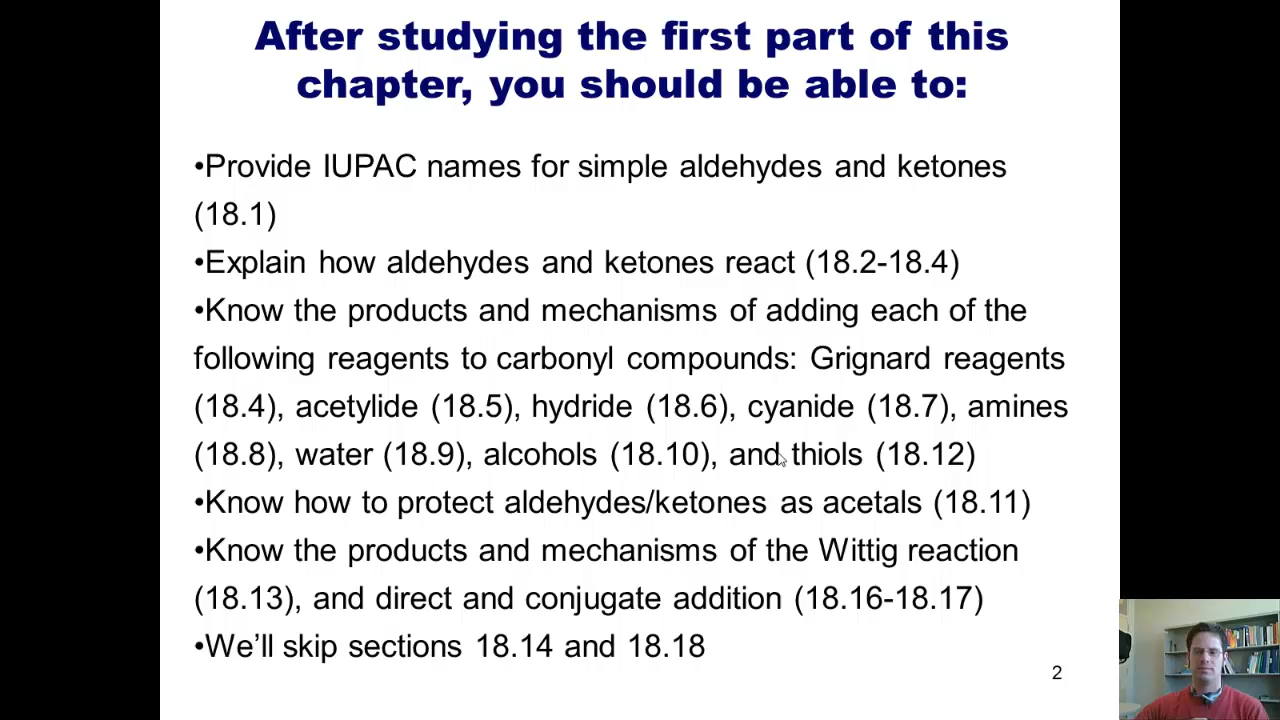 After studying the first part of this
chapter, you should be able to:
•Provide IUPAC names for simple aldehydes and ketones
(18.1)
•Explain how aldehydes and ketones react (18.2-18.4)
•Know the products and mechanisms of adding each of the
following reagents to carbonyl compounds: Grignard reagents
(18.4), acetylide (18.5), hydride (18.6), cyanide (18.7), amines
(18.8), water (18.9), alcohols (18.10), and thiols (18.12)
•Know how to protect aldehydes/ketones as acetals (18.11)
•Know the products and mechanisms of the Wittig reaction
(18.13), and direct and conjugate addition (18.16-18.17)
•We’ll skip sections 18.14 and 18.18
2